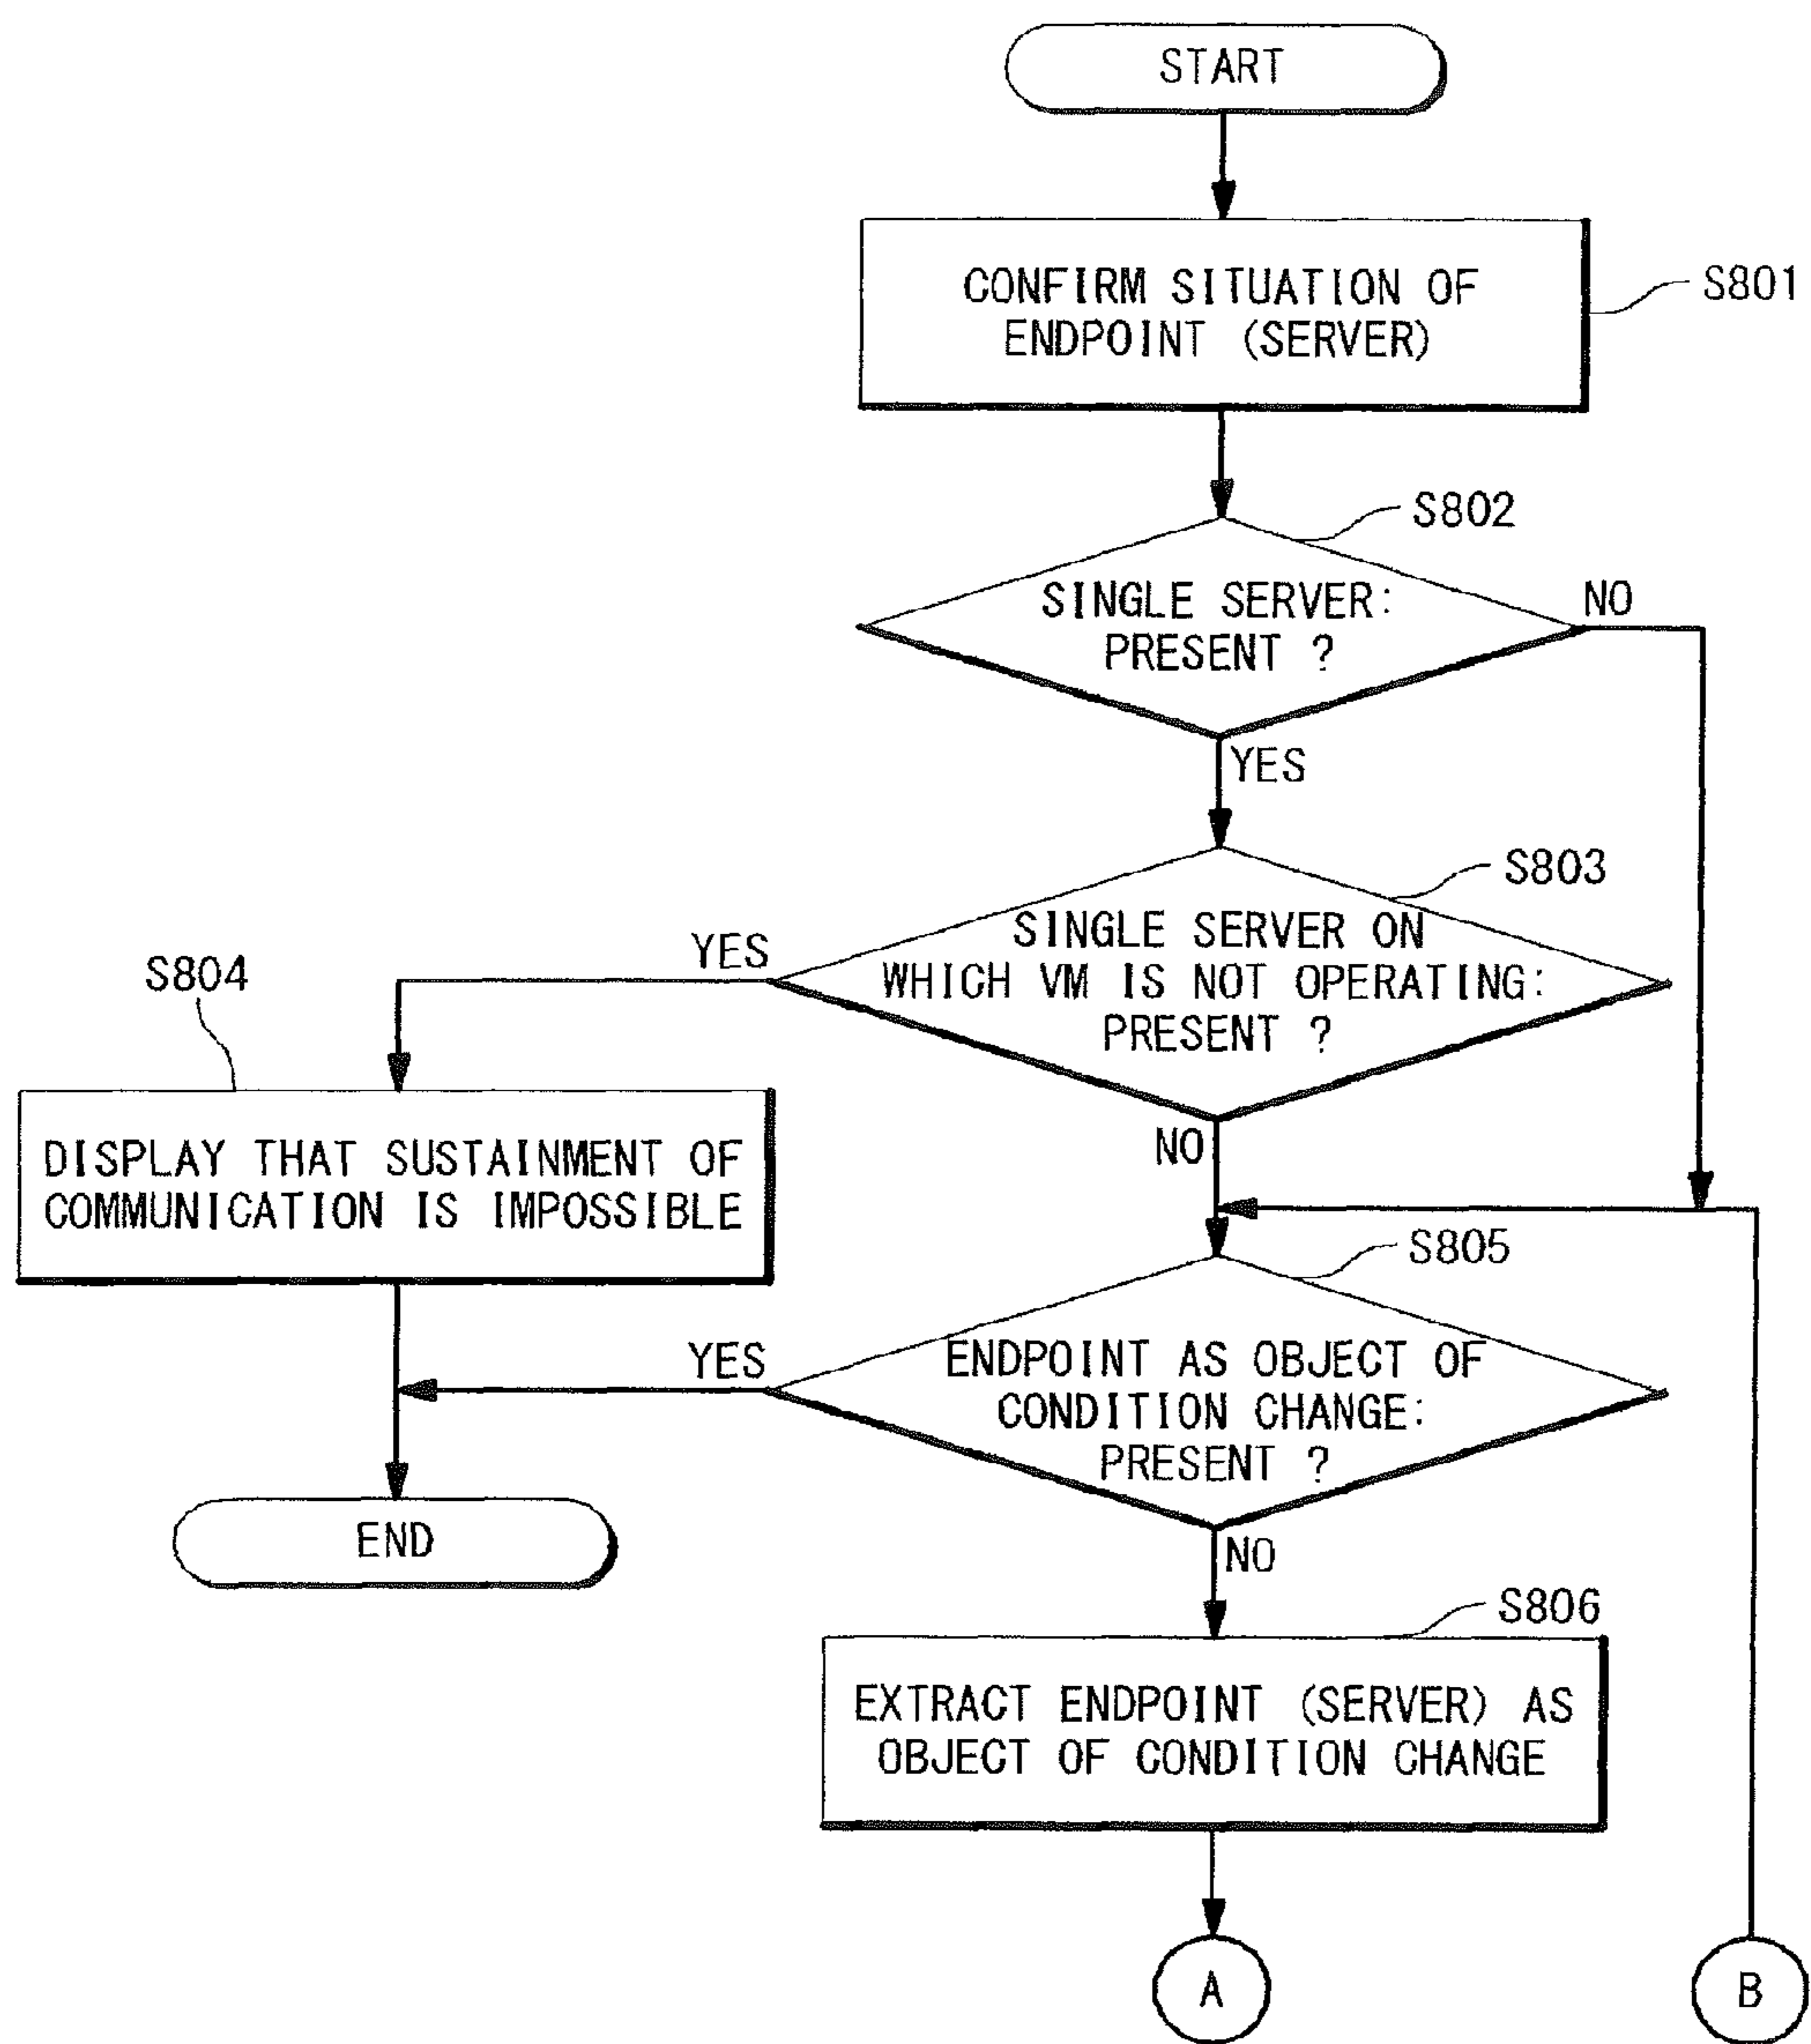 START
CONFIRM SITUATION OF
ENDPOINT (SERVER)
S801
S802
SINGLE SERVER:
PRESENT ?
NO
YES
S803
SINGLE SERVER ON
WHICH VM IS NOT OPERATING:
PRESENT ?
YES
S804
NO
DISPLAY THAT SUSTAINMENT OF
COMMUNICATION IS IMPOSSIBLE
S805
ENDPOINT AS OBJECT OF
CONDITION CHANGE:
PRESENT ?
YES
END
NO
S806
EXTRACT ENDPOINT (SERVER) AS
OBJECT OF CONDITION CHANGE
A
B